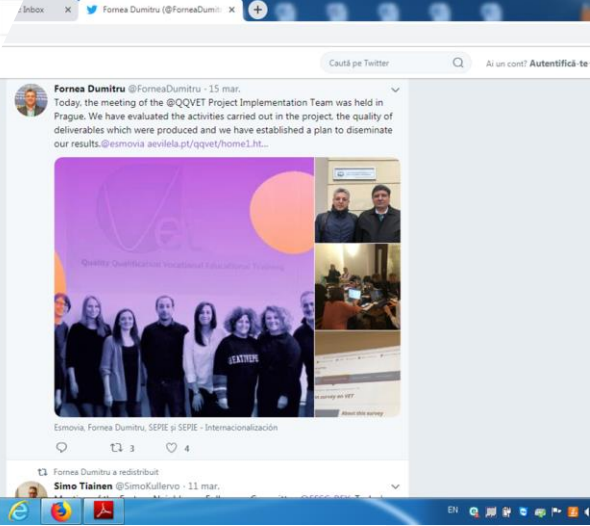 Inbox
Fornea Dumitru (@ForneaDumit
Caută pe Twitter
Ai un cont? Autentifică-te
Fornea Dumitru @ForneaDumitru · 15 mar.
Today, the meeting of the @QQVET Project Implementation Team was held in
Prague. We have evaluated the activities carried out in the project, the quality of
deliverables which were produced and we have established a plan to diseminate
our results.@esmovia aevilela.pt/qqvet/home1.ht...
Quality Qualification Vocational Educational Training
survey on VET
About this survey
Esmovia, Fornea Dumitru, SEPIE și SEPIE - Internacionalización
3
4
Fornea Dumitru a redistribuit
Simo Tiainen @SimoKullervo · 11 mar.
EN